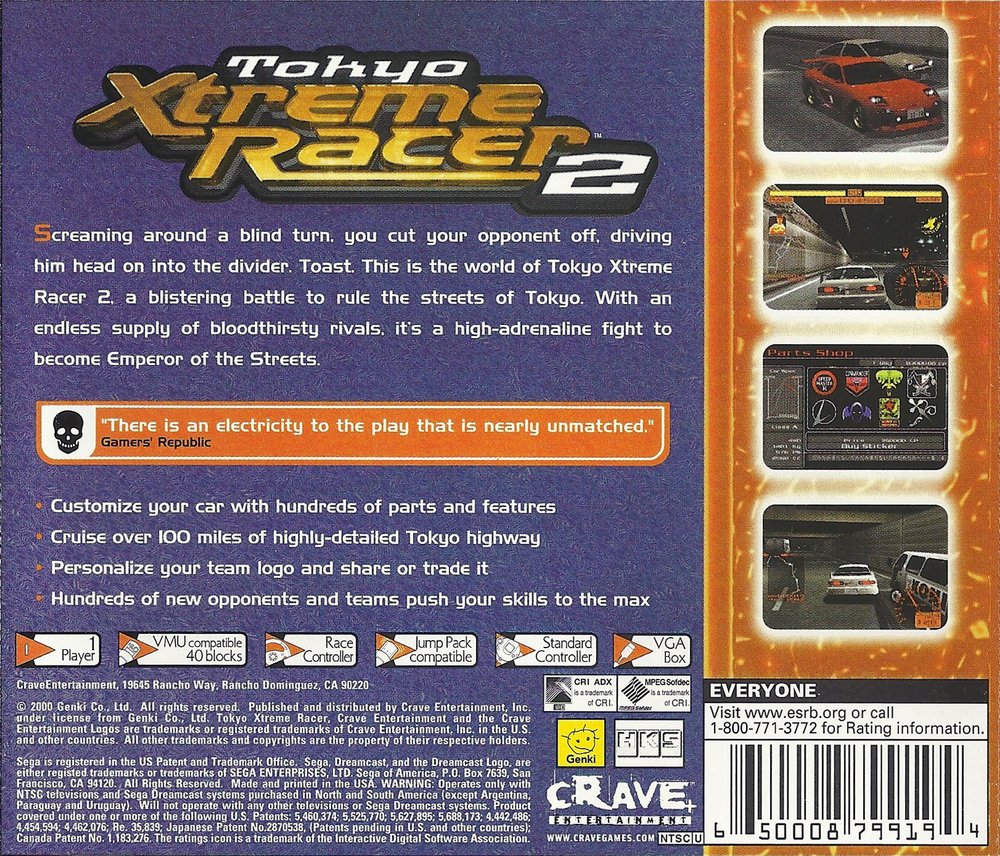 Tokyo
Xtreme
Racer™
2
Screaming around a blind turn, you cut your opponent off, driving
him head on into the divider. Toast. This is the world of Tokyo Xtreme
Racer 2, a blistering battle to rule the streets of Tokyo. With an
endless supply of bloodthirsty rivals, it's a high-adrenaline fight to
become Emperor of the Streets.
"There is an electricity to the play that is nearly unmatched."
Gamers' Republic
• Customize your car with hundreds of parts and features
• Cruise over 100 miles of highly-detailed Tokyo highway
• Personalize your team logo and share or trade it
• Hundreds of new opponents and teams push your skills to the max
1
Player
VMU compatible
40 blocks
Race
Controller
Jump Pack
compatible
Standard
Controller
VGA
Box
CraveEntertainment, 19645 Rancho Way, Rancho Dominguez, CA 90220
© 2000 Genki Co., Ltd. All rights reserved. Published and distributed by Crave Entertainment, Inc.
under license from Genki Co., Ltd. Tokyo Xtreme Racer, Crave Entertainment and the Crave
Entertainment Logos are trademarks or registered trademarks of Crave Entertainment, Inc. in the U.S.
and other countries. All other trademarks and copyrights are the property of their respective holders.
Sega is registered in the US Patent and Trademark Office. Sega, Dreamcast, and the Dreamcast Logo, are
either registed trademarks or trademarks of SEGA ENTERPRISES, LTD. Sega of America, P.O. Box 7639, San
Francisco, CA 94120. All Rights Reserved. Made and printed in the USA. WARNING: Operates only with
NTSC televisions and Sega Dreamcast systems purchased in North and South America (except Argentina,
Paraguay and Uruguay). Will not operate with any other televisions or Sega Dreamcast systems. Product
covered under one or more of the following U.S. Patents: 5,460,374; 5,525,770; 5,627,895; 5,688,173; 4,442,486;
4,454,594; 4,462,076; Re. 35,839; Japanese Patent No.2870538, (Patents pending in U.S. and other countries);
Canada Patent No. 1,183,276. The ratings icon is a trademark of the Interactive Digital Software Association.
CRI ADX
is a trademark
of CRI.
MPEG Sofdec
is a trademark
of CRI.
Genki
HKS
CRAVE
ENTERTAINMENT
WWW.CRAVEGAMES.COM
NTSC U
Parts Shop
Car Spec
SPEED
MASTER
Price 150000 CP
Buy Sticker
EVERYONE
Visit www.esrb.org or call
1-800-771-3772 for Rating information.
6 50008 79919 4